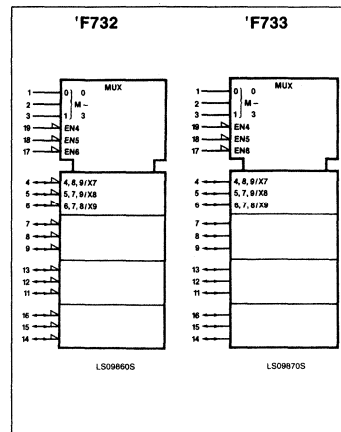 'F732
'F733
MUX
1 0 0
2 M –
3 1 3
19 EN4
18 EN5
17 EN6
4 4, 8, 9/X7
5 5, 7, 9/X8
6 6, 7, 8/X9
7
8
9
13
12
11
16
15
14
LS09860S
MUX
1 0 0
2 M –
3 1 3
19 EN4
18 EN5
17 EN6
4 4, 8, 9/X7
5 5, 7, 9/X8
6 6, 7, 8/X9
7
8
9
13
12
11
16
15
14
LS09870S